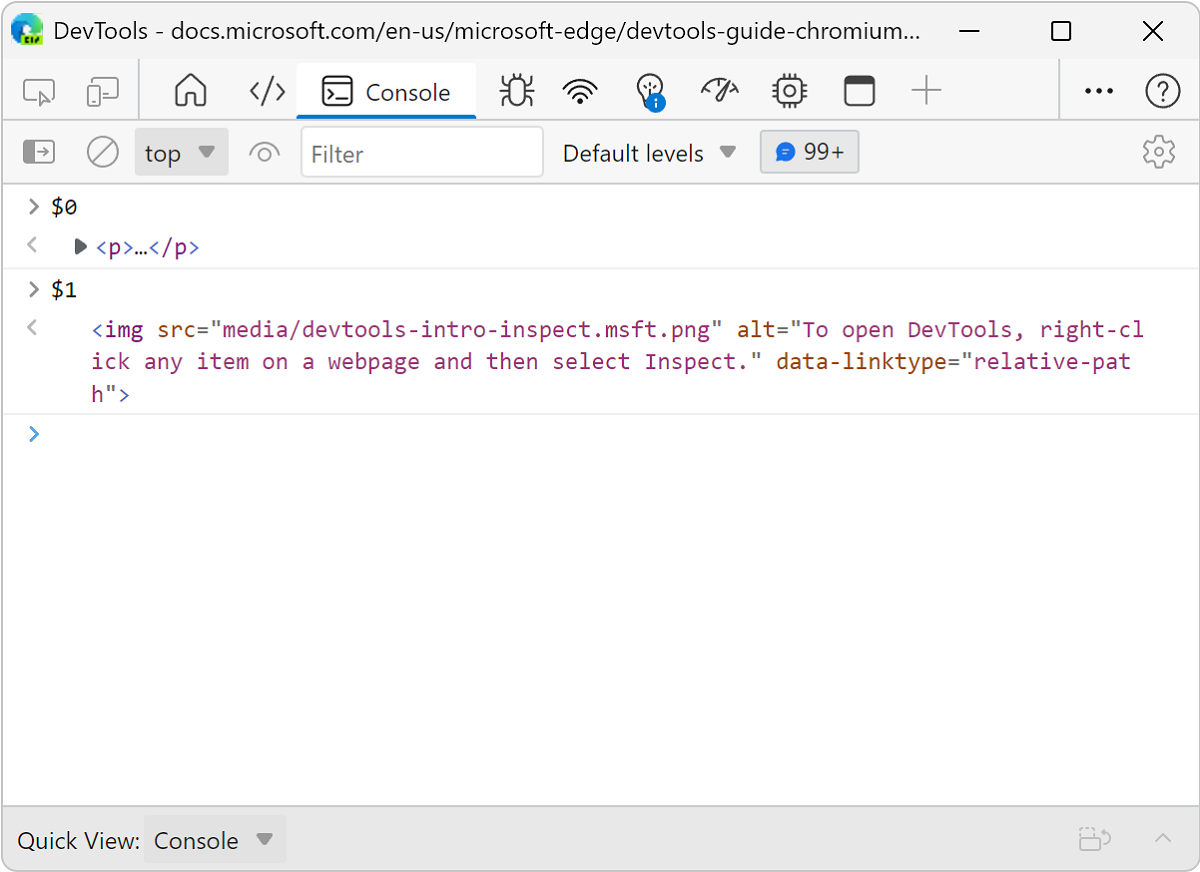 DevTools - docs.microsoft.com/en-us/microsoft-edge/devtools-guide-chromium...
Console
top Filter Default levels 99+
> $0
<p>…</p>
> $1
<img src="media/devtools-intro-inspect.msft.png" alt="To open DevTools, right-cl
ick any item on a webpage and then select Inspect." data-linktype="relative-pat
h">
Quick View: Console